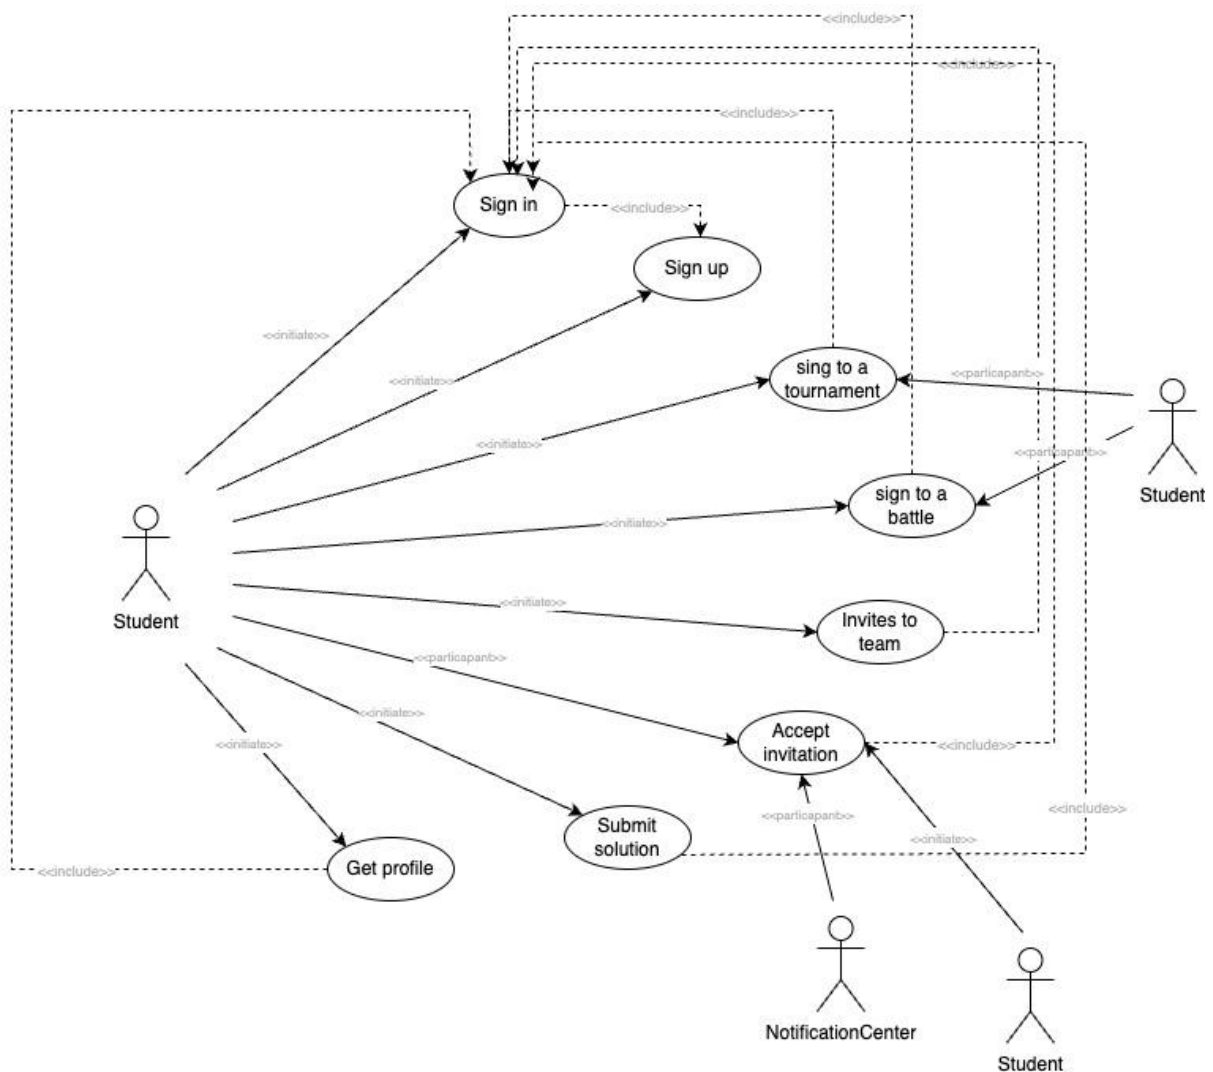 <<include>>
<<include>>
<<include>>
Sign in
<<include>>
Sign up
<<initiate>>
<<initiate>>
sing to a
tournament
<<particapant>>
<<initiate>>
<<particapant>>
Student
sign to a
battle
<<initiate>>
Student
<<initiate>>
Invites to
team
<<particapant>>
<<initiate>>
Accept
invitation
<<include>>
<<initiate>>
<<particapant>>
<<include>>
Submit
solution
<<initiate>>
Get profile
<<include>>
NotificationCenter
Student